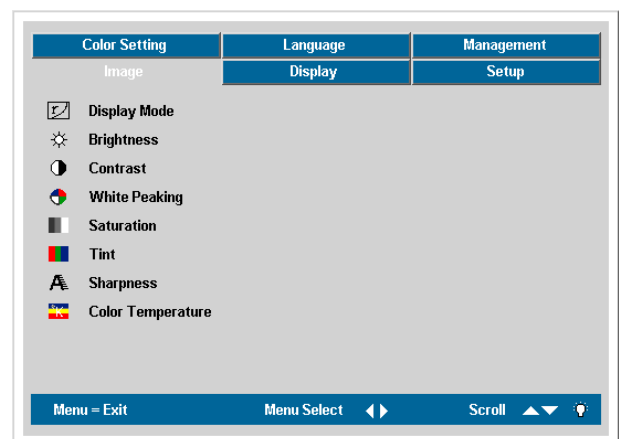 Color Setting Language Management
Image Display Setup
Display Mode
Brightness
Contrast
White Peaking
Saturation
Tint
Sharpness
Color Temperature
Menu = Exit Menu Select Scroll